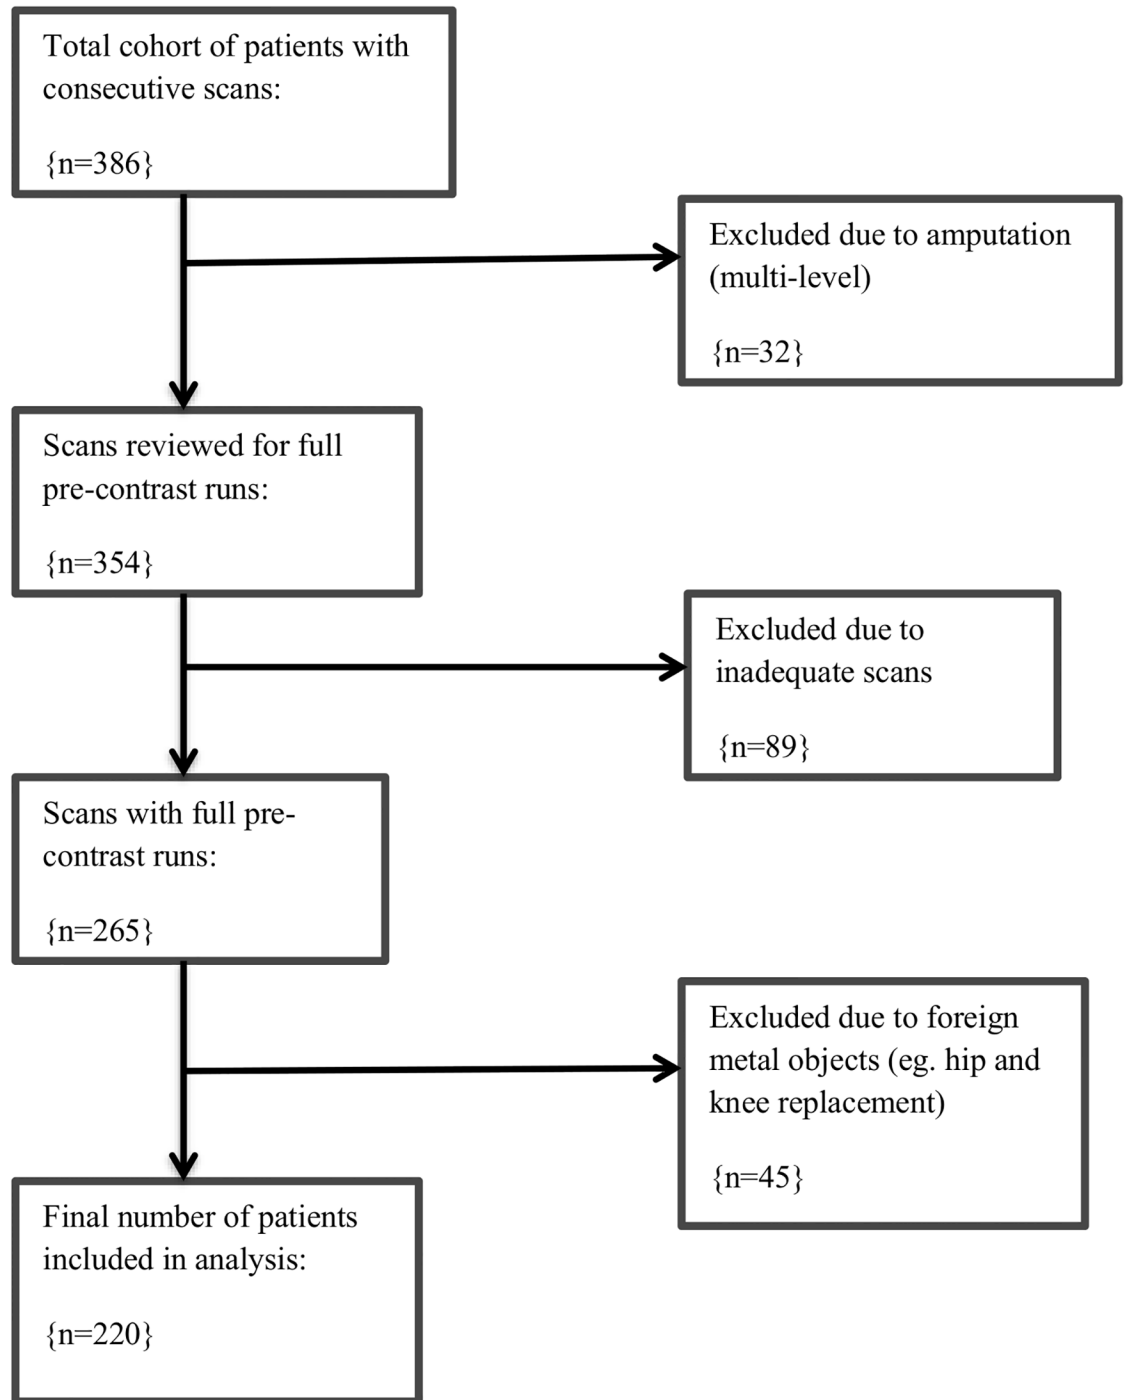 Total cohort of patients with
consecutive scans:
{n=386}
Excluded due to amputation
(multi-level)
{n=32}
Scans reviewed for full
pre-contrast runs:
{n=354}
Excluded due to
inadequate scans
{n=89}
Scans with full pre-
contrast runs:
{n=265}
Excluded due to foreign
metal objects (eg. hip and
knee replacement)
{n=45}
Final number of patients
included in analysis:
{n=220}